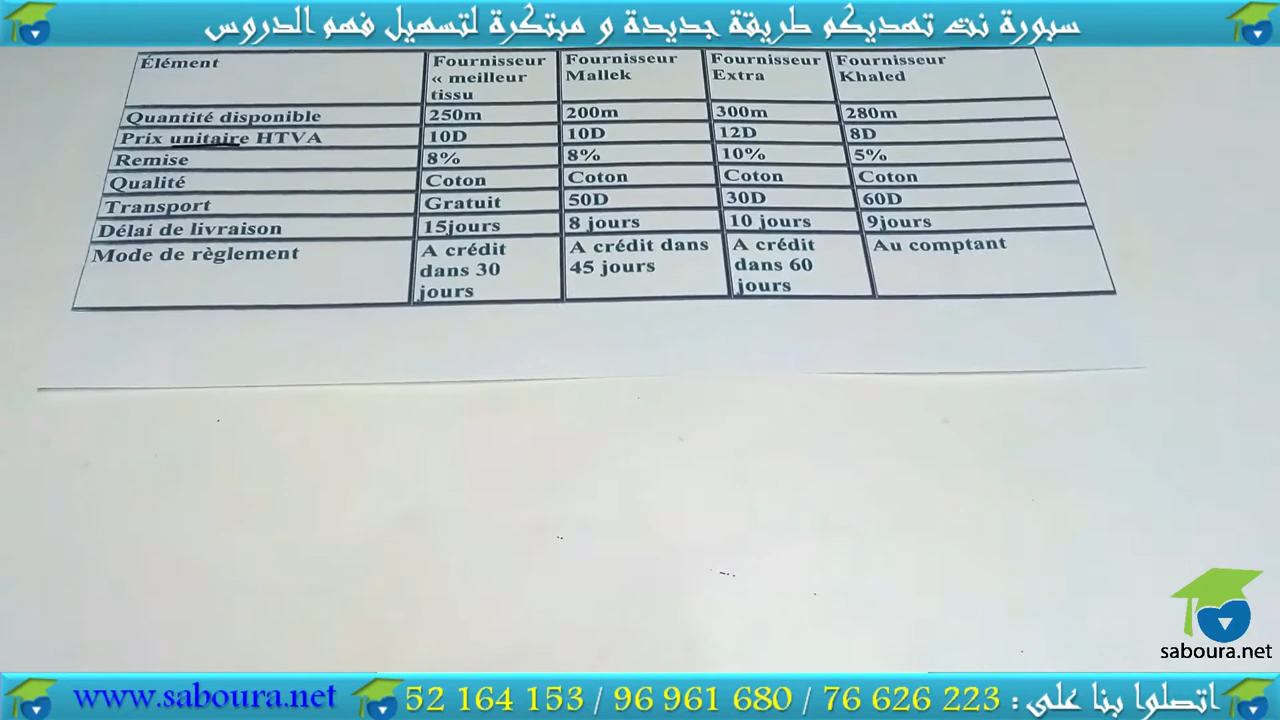 سبورة نت تهديكم طريقة جديدة و مبتكرة لتسهيل فهم الدروس
Élément
Fournisseur « meilleur tissu
Fournisseur Mallek
Fournisseur Extra
Fournisseur Khaled
Quantité disponible 250m 200m 300m 280m
Prix unitaire HTVA 10D 10D 12D 8D
Remise 8% 8% 10% 5%
Qualité Coton Coton Coton Coton
Transport Gratuit 50D 30D 60D
Délai de livraison 15jours 8 jours 10 jours 9jours
Mode de règlement
A crédit dans 30 jours
A crédit dans 45 jours
A crédit dans 60 jours
Au comptant
saboura.net
www.saboura.net
اتصلوا بنا على : 76 626 223 / 96 961 680 / 52 164 153